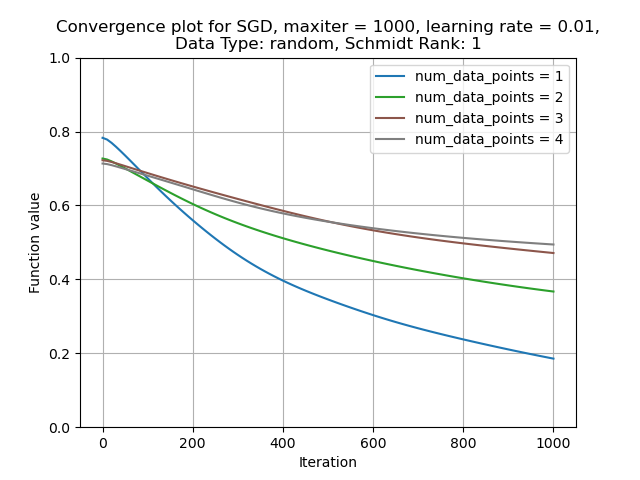 Convergence plot for SGD, maxiter = 1000, learning rate = 0.01,
Data Type: random, Schmidt Rank: 1
num_data_points = 1
num_data_points = 2
num_data_points = 3
num_data_points = 4
Function value
1.0
0.8
0.6
0.4
0.2
0.0
0 200 400 600 800 1000
Iteration